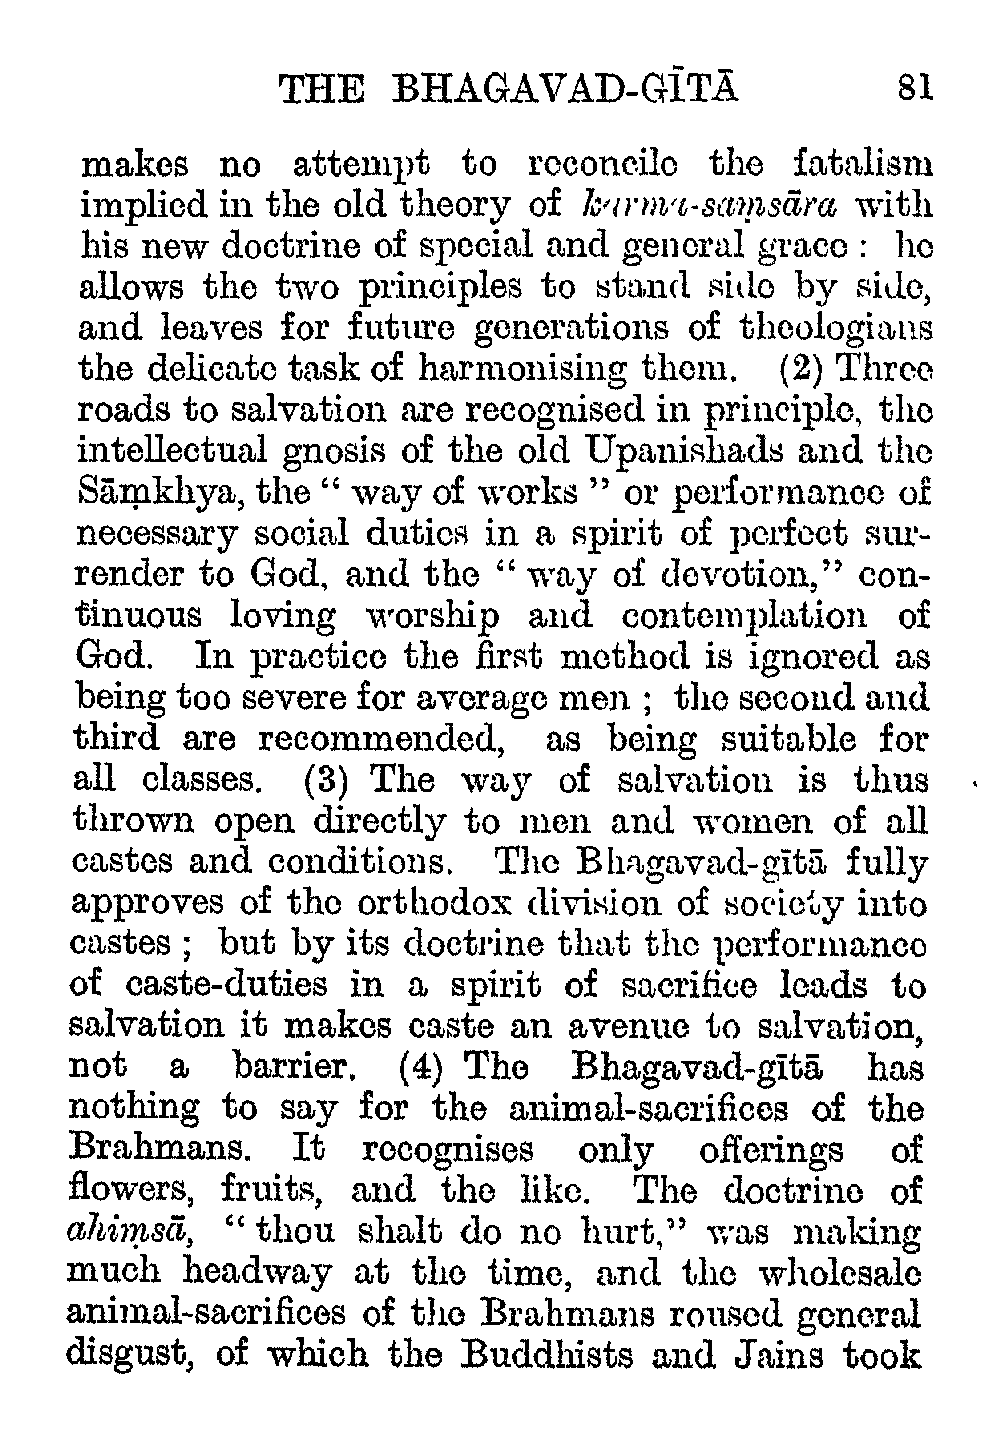 THE BHAGAVAD-GĪTĀ 81
makes no attempt to reconcile the fatalism
implied in the old theory of karma-saṃsāra with
his new doctrine of special and general grace : he
allows the two principles to stand side by side,
and leaves for future generations of theologians
the delicate task of harmonising them. (2) Three
roads to salvation are recognised in principle, the
intellectual gnosis of the old Upanishads and the
Sāṃkhya, the “ way of works ” or performance of
necessary social duties in a spirit of perfect sur-
render to God, and the “ way of devotion,” con-
tinuous loving worship and contemplation of
God. In practice the first method is ignored as
being too severe for average men ; the second and
third are recommended, as being suitable for
all classes. (3) The way of salvation is thus
thrown open directly to men and women of all
castes and conditions. The Bhagavad-gītā fully
approves of the orthodox division of society into
castes ; but by its doctrine that the performance
of caste-duties in a spirit of sacrifice leads to
salvation it makes caste an avenue to salvation,
not a barrier. (4) The Bhagavad-gītā has
nothing to say for the animal-sacrifices of the
Brahmans. It recognises only offerings of
flowers, fruits, and the like. The doctrine of
ahiṃsā, “ thou shalt do no hurt,” was making
much headway at the time, and the wholesale
animal-sacrifices of the Brahmans roused general
disgust, of which the Buddhists and Jains took